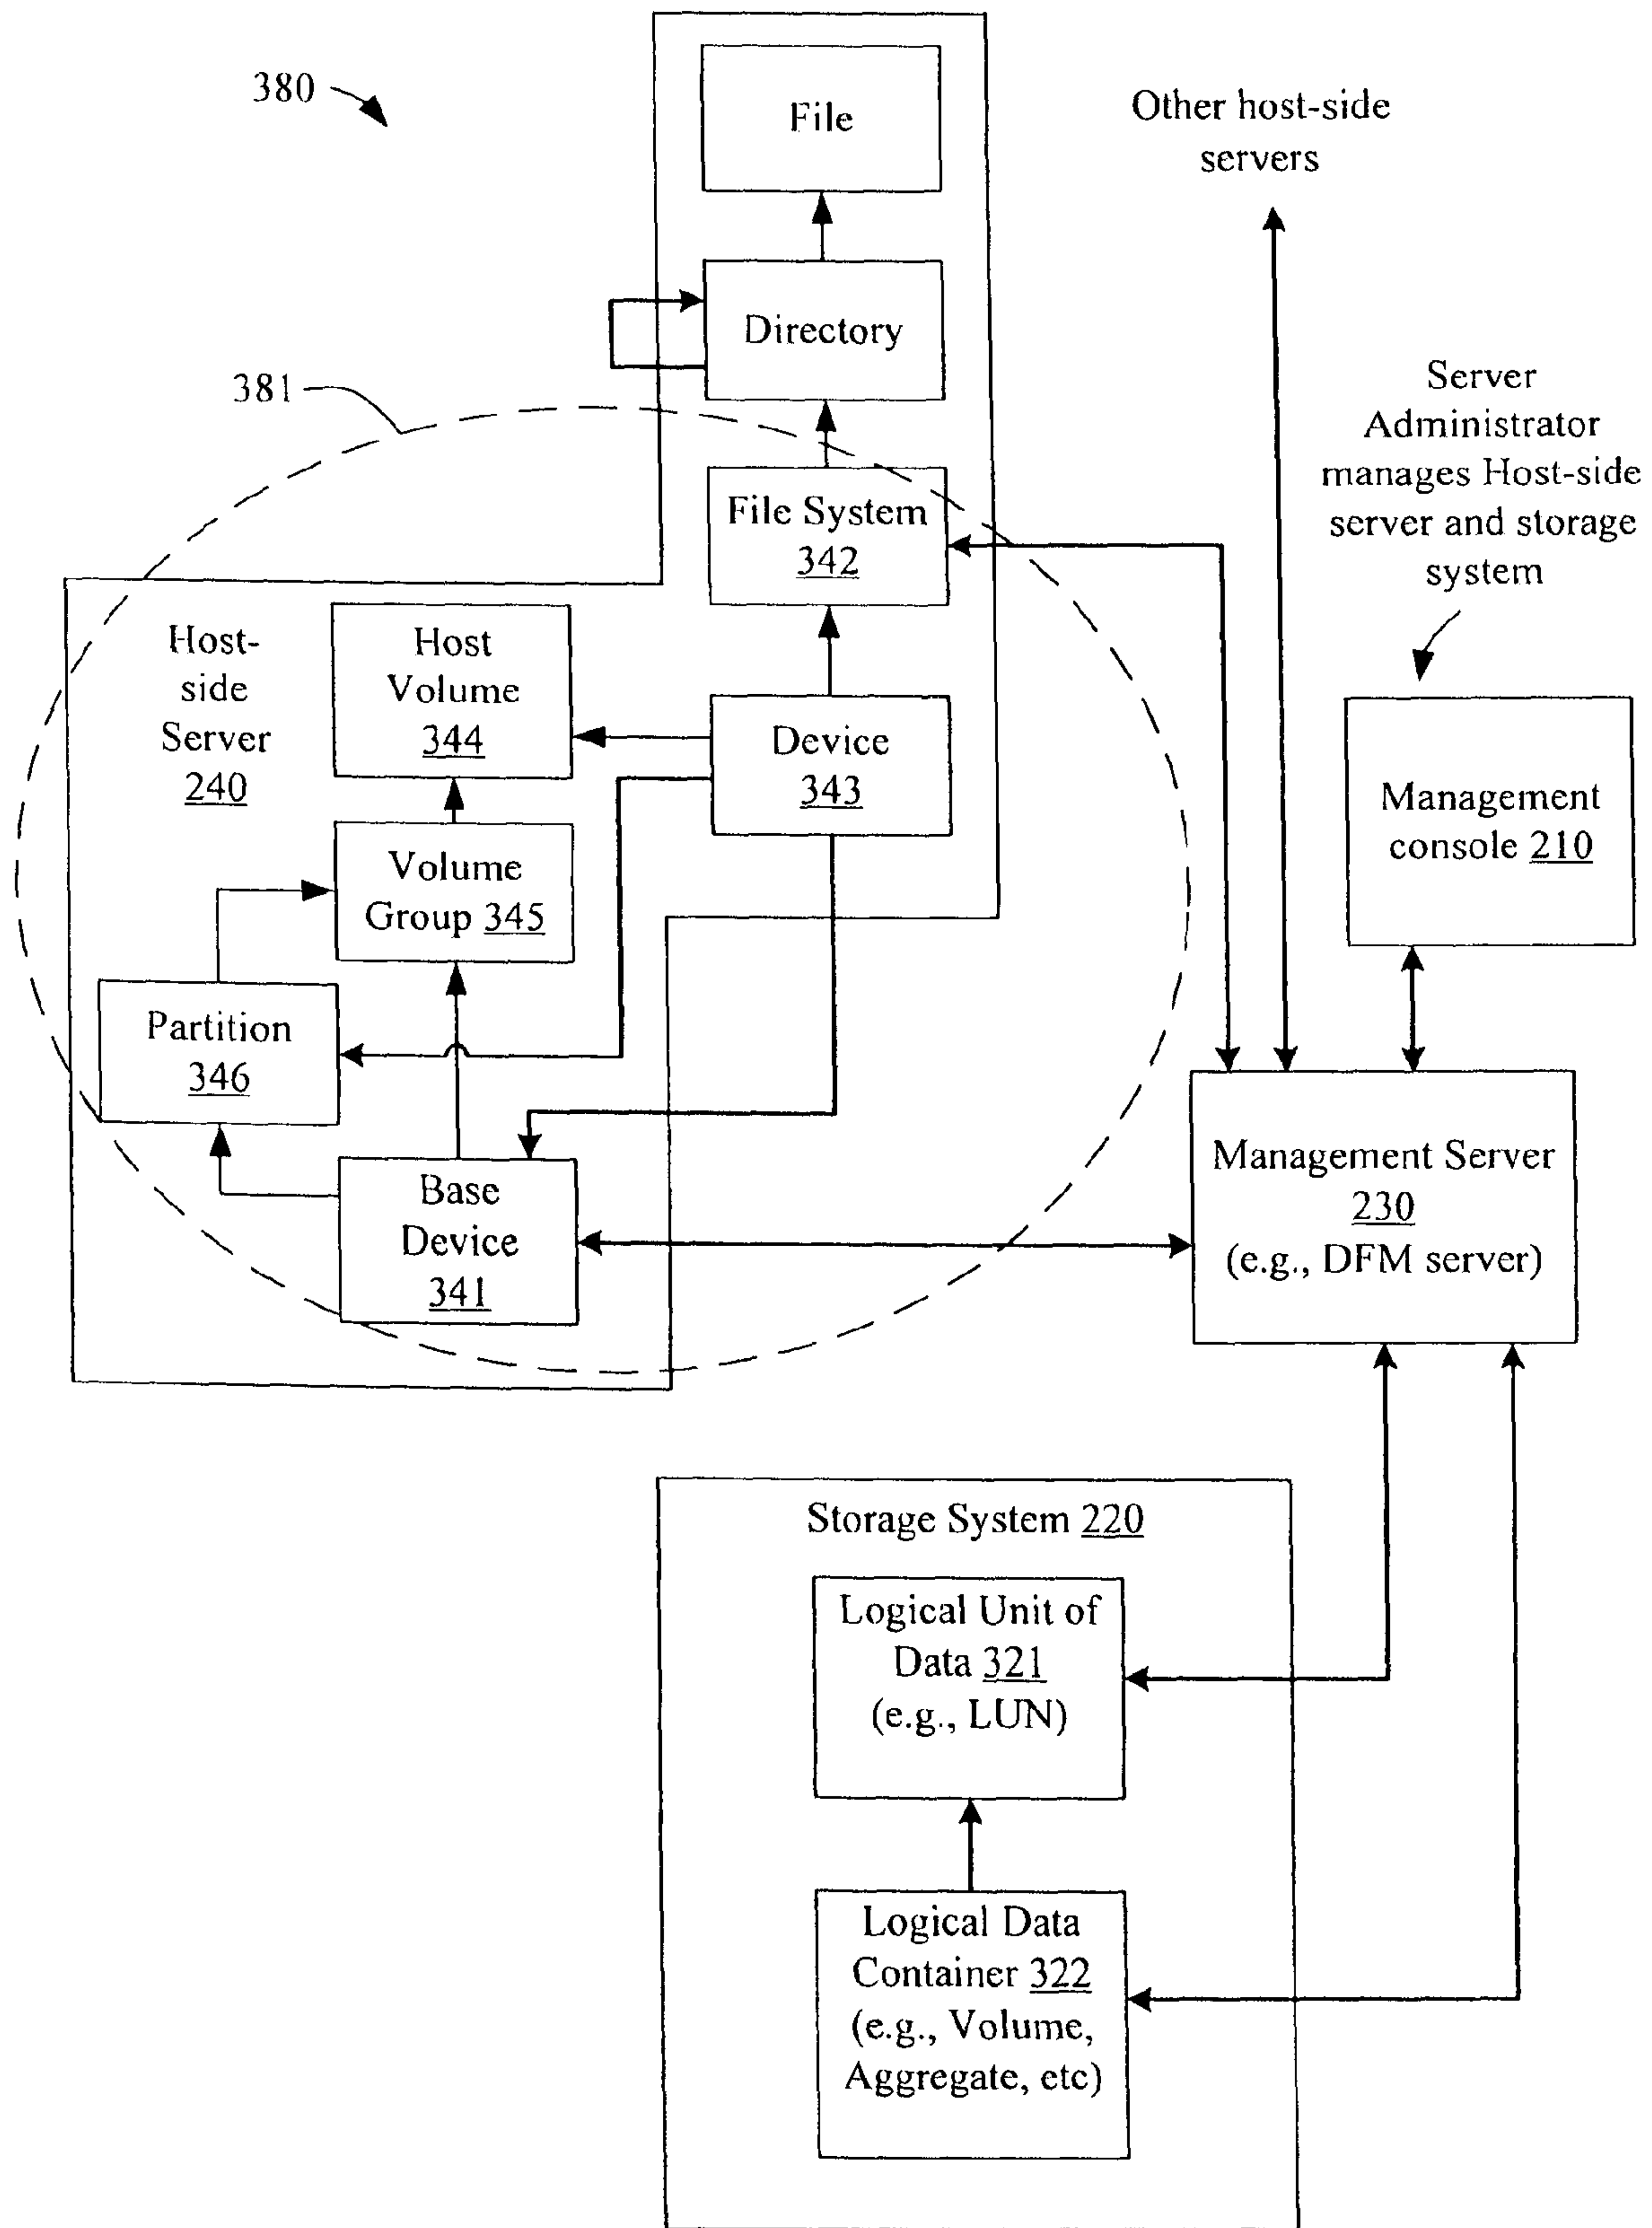 380
File
Other host-side
servers
Directory
381
Server
Administrator
manages Host-side
server and storage
system
File System
342
Host-
side
Server
240
Host
Volume
344
Device
343
Management
console 210
Volume
Group 345
Partition
346
Base
Device
341
Management Server
230
(e.g., DFM server)
Storage System 220
Logical Unit of
Data 321
(e.g., LUN)
Logical Data
Container 322
(e.g., Volume,
Aggregate, etc)